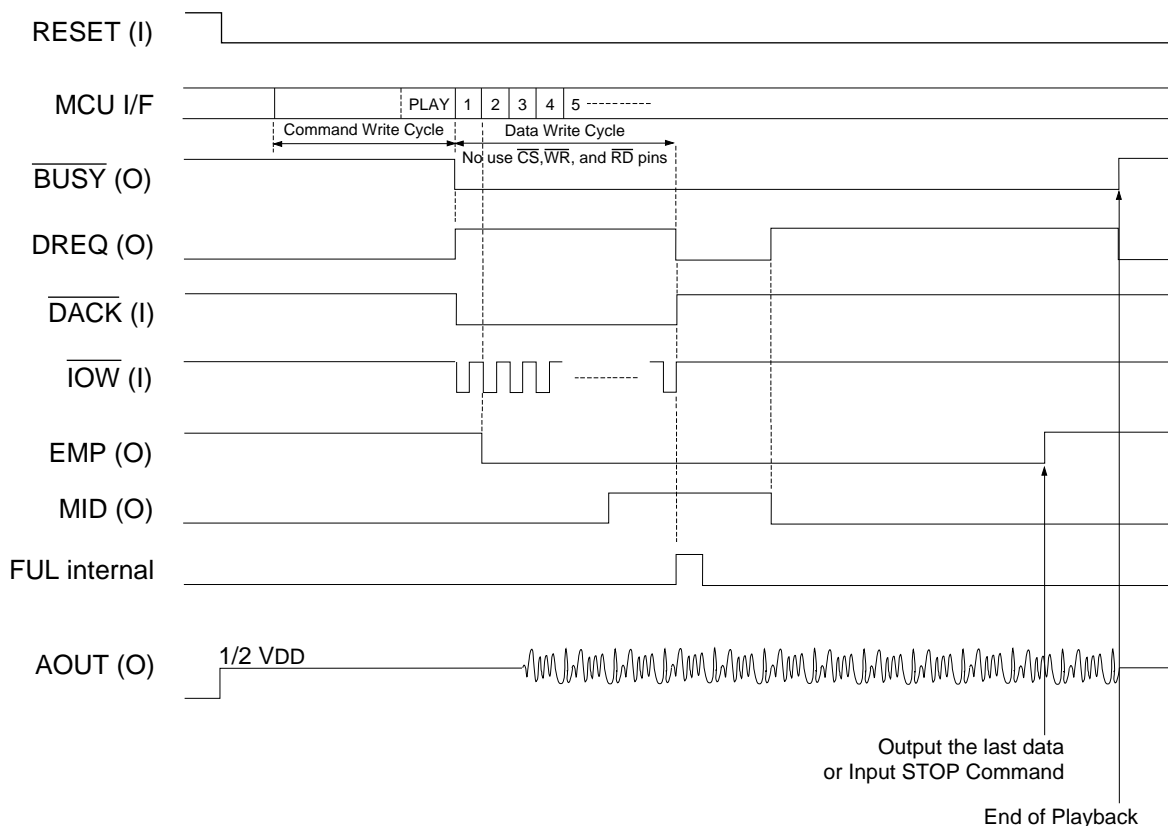 RESET (I)
MCU I/F
PLAY 1 2 3 4 5
Command Write Cycle
Data Write Cycle
No use CS,WR, and RD pins
BUSY (O)
DREQ (O)
DACK (I)
IOW (I)
EMP (O)
MID (O)
FUL internal
AOUT (O)
1/2 VDD
Output the last data
or Input STOP Command
End of Playback